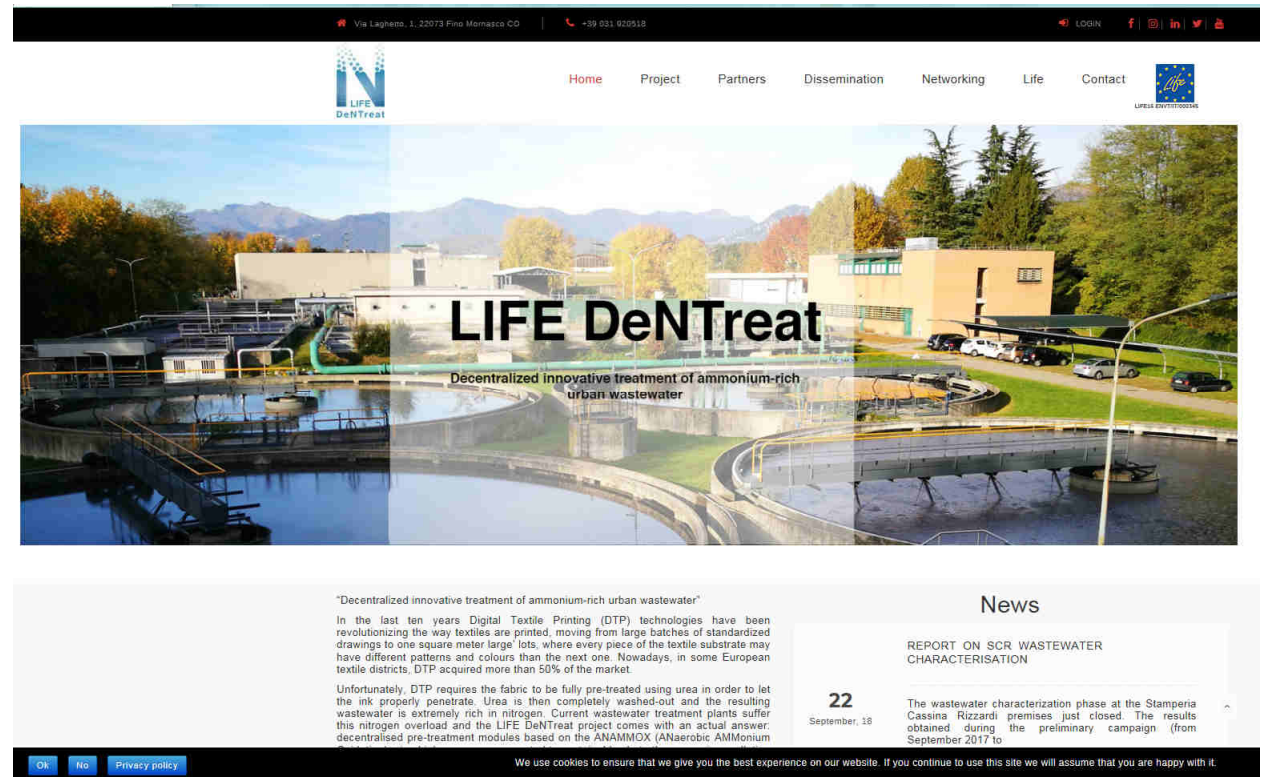 Via Laghetto, 1, 22073 Fino Mornasco CO
+39 031 920518
LOGIN
LIFE
DeNTreat
Home Project Partners Dissemination Networking Life Contact
Life
LIFE DeNTreat
Decentralized innovative treatment of ammonium-rich
urban wastewater
"Decentralized innovative treatment of ammonium-rich urban wastewater"
In the last ten years Digital Textile Printing (DTP) technologies have been
revolutionizing the way textiles are printed, moving from large batches of standardized
drawings to one square meter large' lots, where every piece of the textile substrate may
have different patterns and colours than the next one. Nowadays, in some European
textile districts, DTP acquired more than 50% of the market.
Unfortunately, DTP requires the fabric to be fully pre-treated using urea in order to let
the ink properly penetrate. Urea is then completely washed-out and the resulting
wastewater is extremely rich in nitrogen. Current wastewater treatment plants suffer
this nitrogen overload and the LIFE DeNTreat project comes with an actual answer:
decentralised pre-treatment modules based on the ANAMMOX (ANaerobic AMMonium
News
REPORT ON SCR WASTEWATER
CHARACTERISATION
22
September, 18
The wastewater characterization phase at the Stamperia
Cassina Rizzardi premises just closed. The results
obtained during the preliminary campaign (from
September 2017 to
Ok No Privacy policy
We use cookies to ensure that we give you the best experience on our website. If you continue to use this site we will assume that you are happy with it.